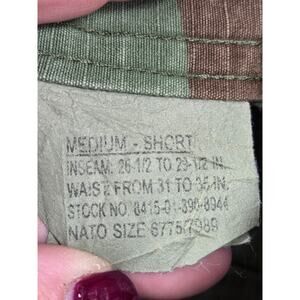 MEDIUM - SHORT
INSEAM: 26-1/2 TO 29-1/2 IN.
WAIST FROM 31 TO 35 IN.
STOCK NO. 8415-01-390-8944
NATO SIZE 6775/7989